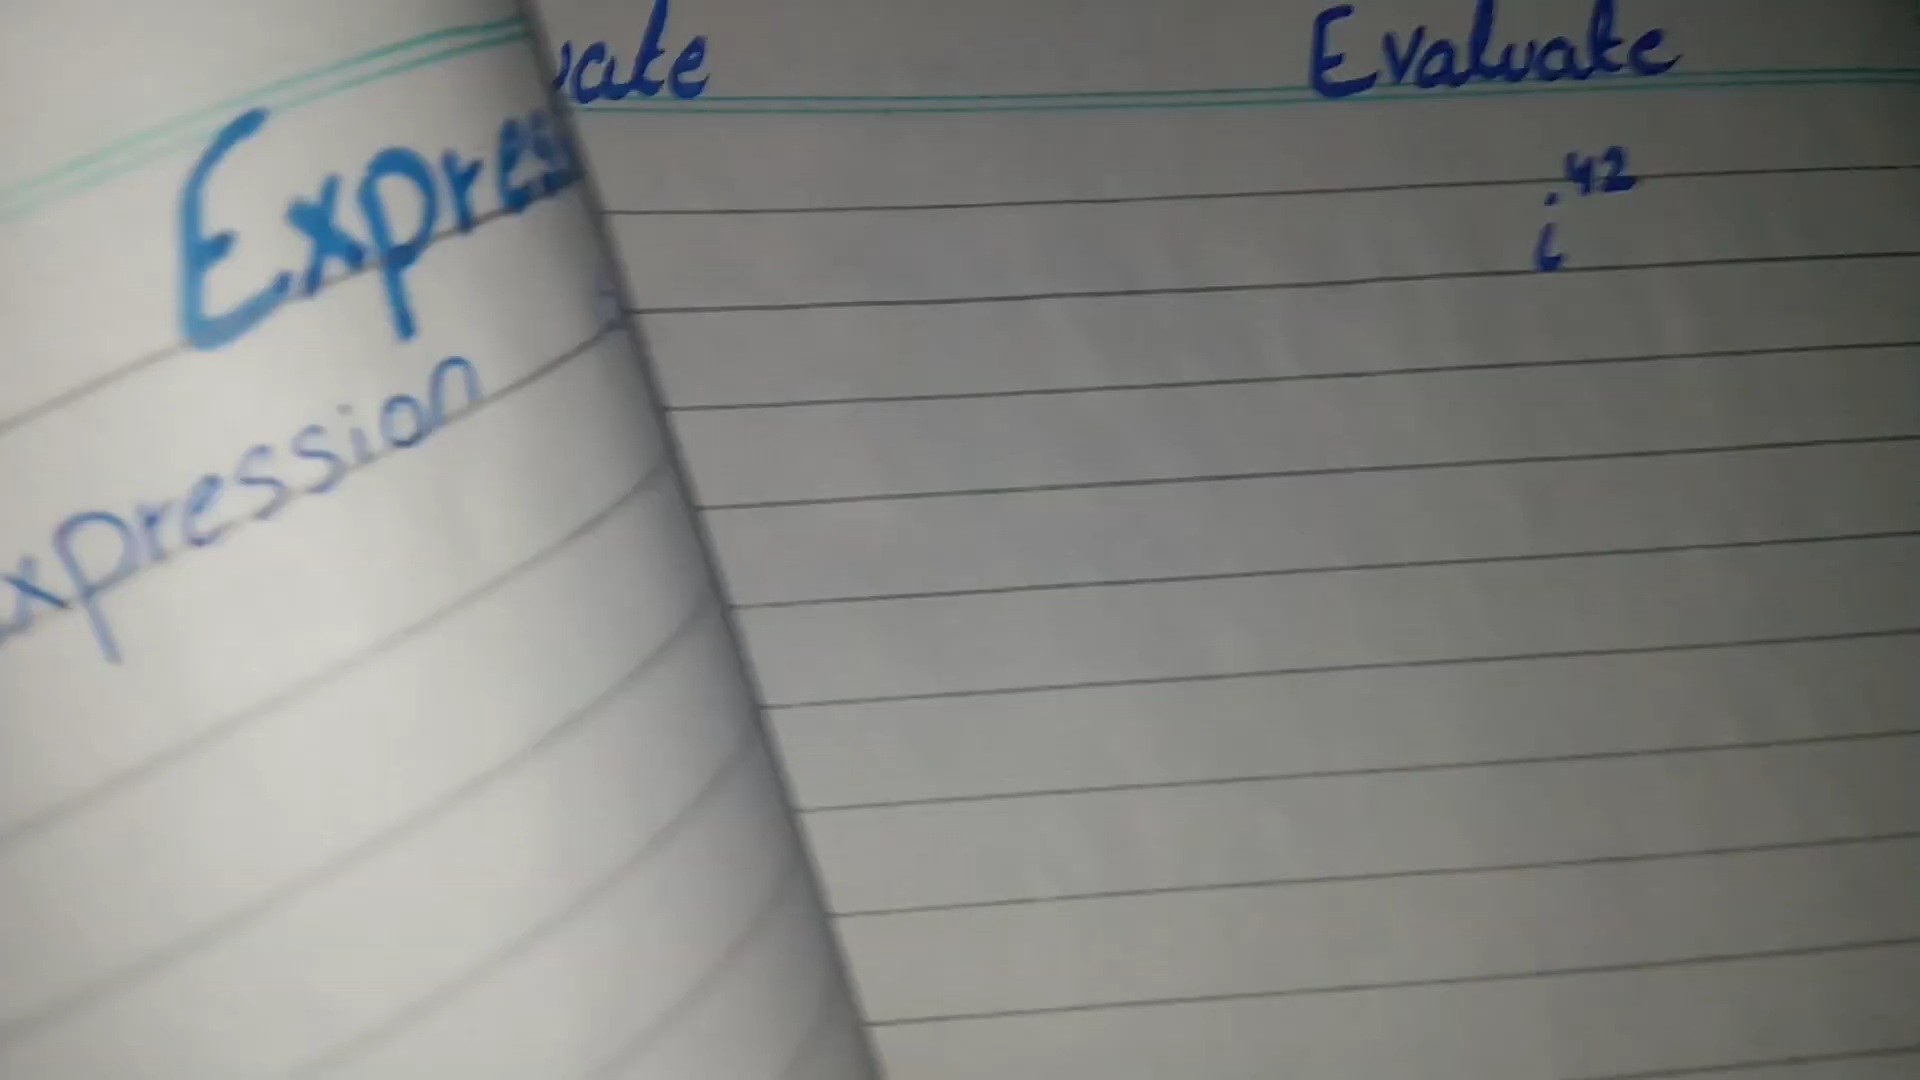 Evaluate
i⁴²
Expres
xpression